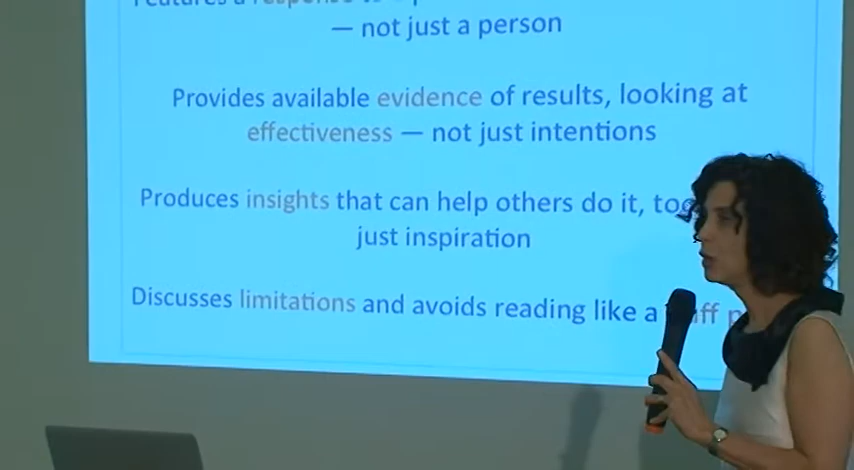 — not just a person
Provides available evidence of results, looking at
effectiveness — not just intentions
Produces insights that can help others do it,
just inspiration
Discusses limitations and avoids reading like a